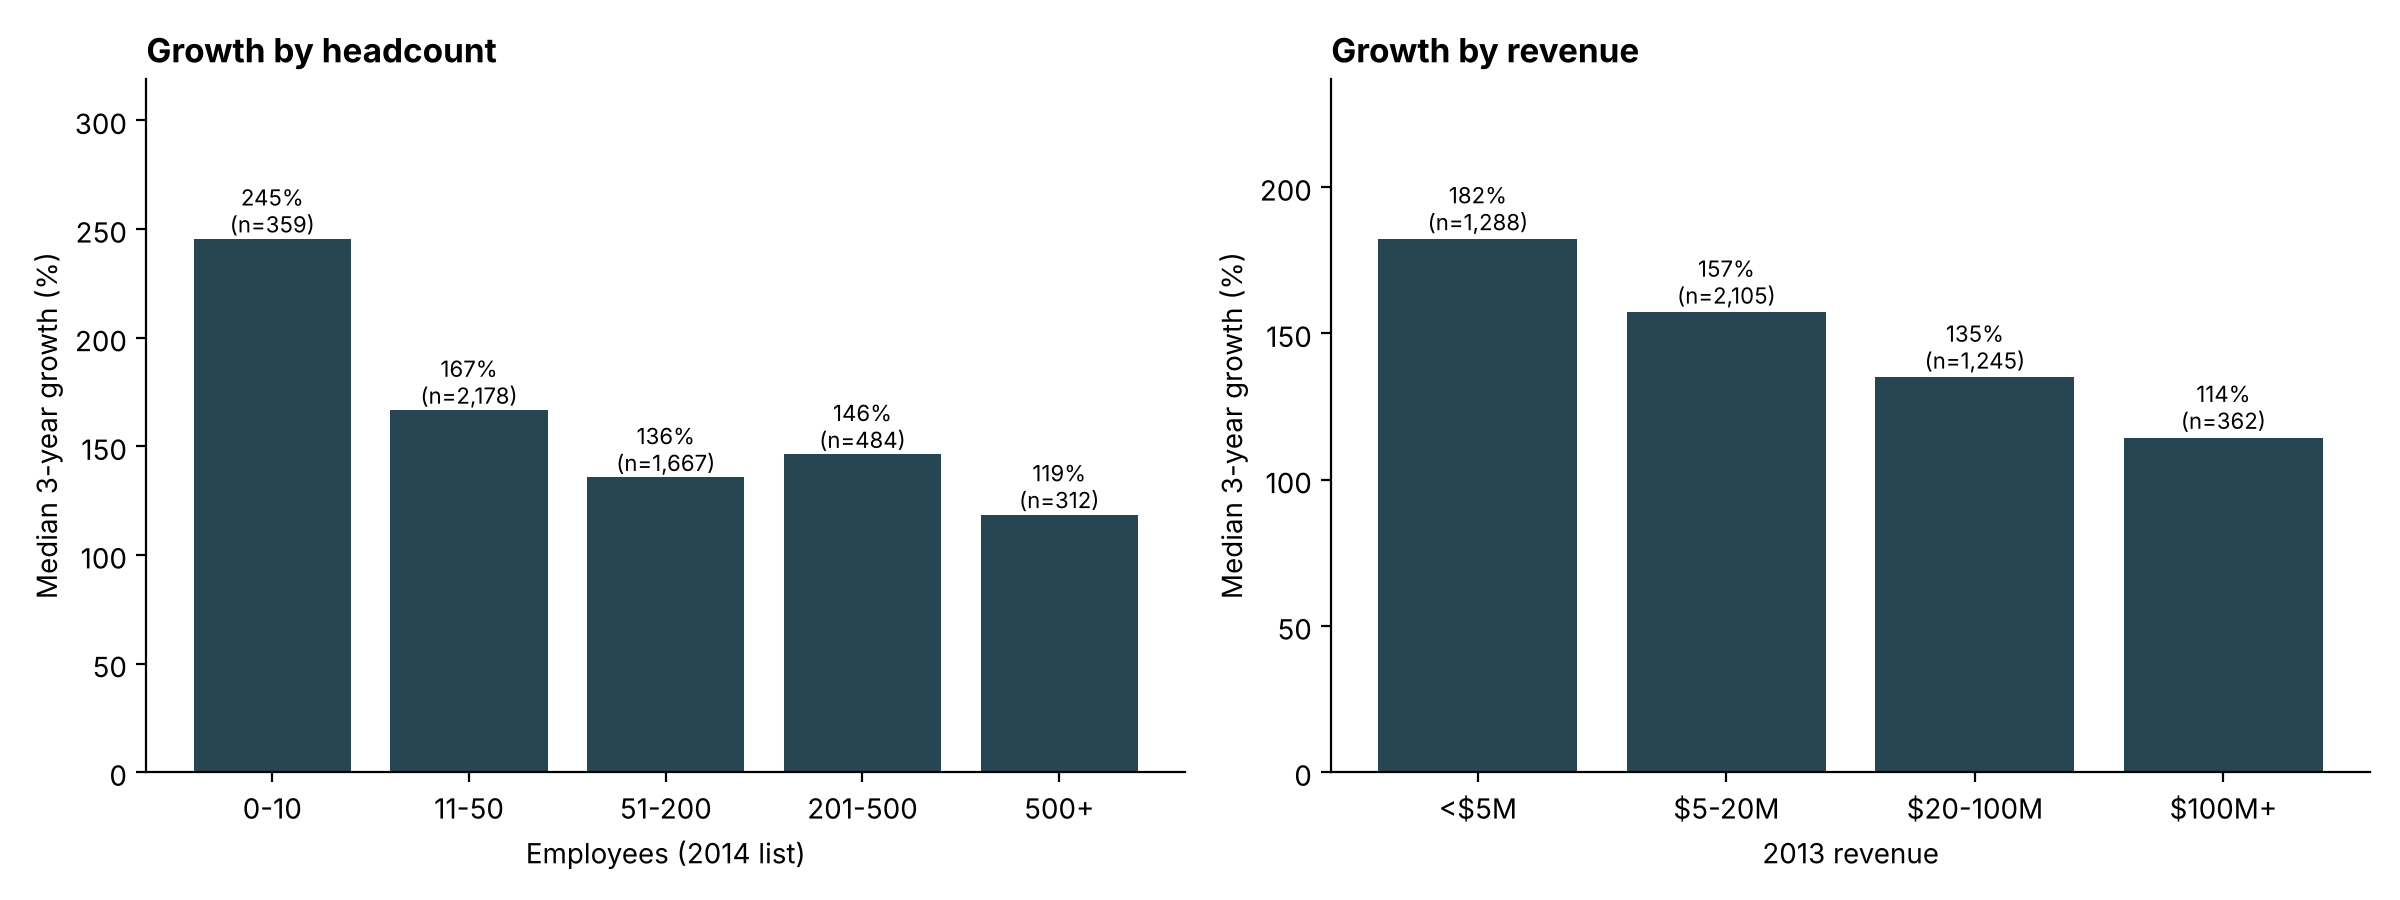 Growth by headcount
Median 3-year growth (%)
300
250
200
150
100
50
0
245%
(n=359)
167%
(n=2,178)
136%
(n=1,667)
146%
(n=484)
119%
(n=312)
0-10
11-50
51-200
201-500
500+
Employees (2014 list)
Growth by revenue
Median 3-year growth (%)
200
150
100
50
0
182%
(n=1,288)
157%
(n=2,105)
135%
(n=1,245)
114%
(n=362)
<$5M
$5-20M
$20-100M
$100M+
2013 revenue